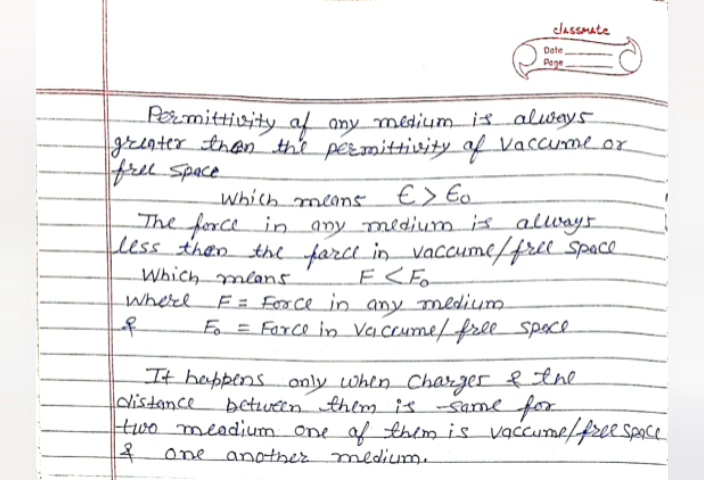 classmate
Date
Page
Permittivity of any medium is always
greater than the permittivity of vaccume or
free space
which means ϵ > ϵ₀
The force in any medium is always
less than the force in vaccume/free space
Which means F < F₀
where F = Force in any medium
& F₀ = Force in vaccume/free space
It happens only when charges & the
distance between them is same for
two meadium one of them is vaccume/free space
& one another medium.